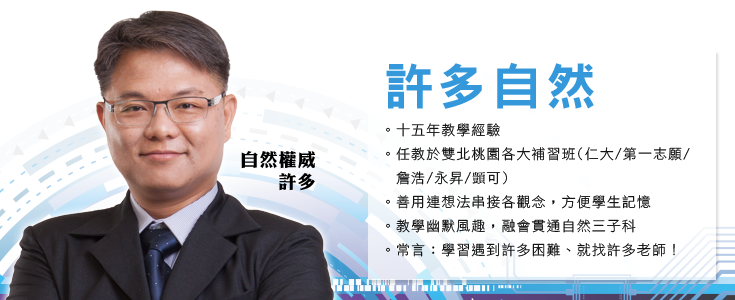 自然權威
許多
許多自然
。十五年教學經驗
。任教於雙北桃園各大補習班(仁大/第一志願/
詹浩/永昇/顗可)
。善用連想法串接各觀念，方便學生記憶
。教學幽默風趣，融會貫通自然三子科
。常言：學習遇到許多困難、就找許多老師！